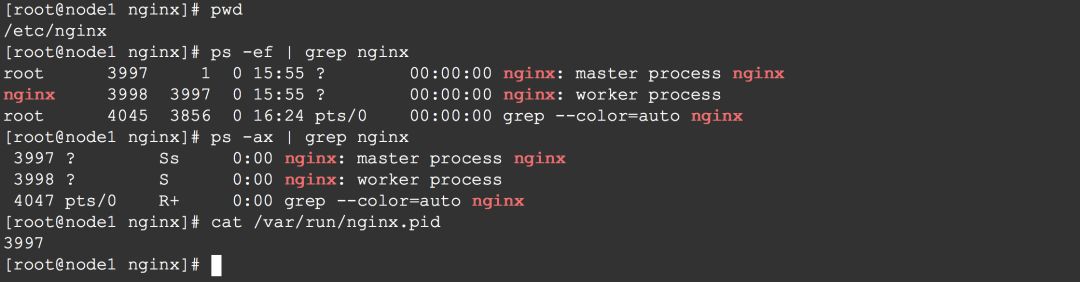 [root@node1 nginx]# pwd
/etc/nginx
[root@node1 nginx]# ps -ef | grep nginx
root      3997     1  0 15:55 ?        00:00:00 nginx: master process nginx
nginx     3998  3997  0 15:55 ?        00:00:00 nginx: worker process
root      4045  3856  0 16:24 pts/0    00:00:00 grep --color=auto nginx
[root@node1 nginx]# ps -ax | grep nginx
 3997 ?        Ss     0:00 nginx: master process nginx
 3998 ?        S      0:00 nginx: worker process
 4047 pts/0    R+     0:00 grep --color=auto nginx
[root@node1 nginx]# cat /var/run/nginx.pid
3997
[root@node1 nginx]#